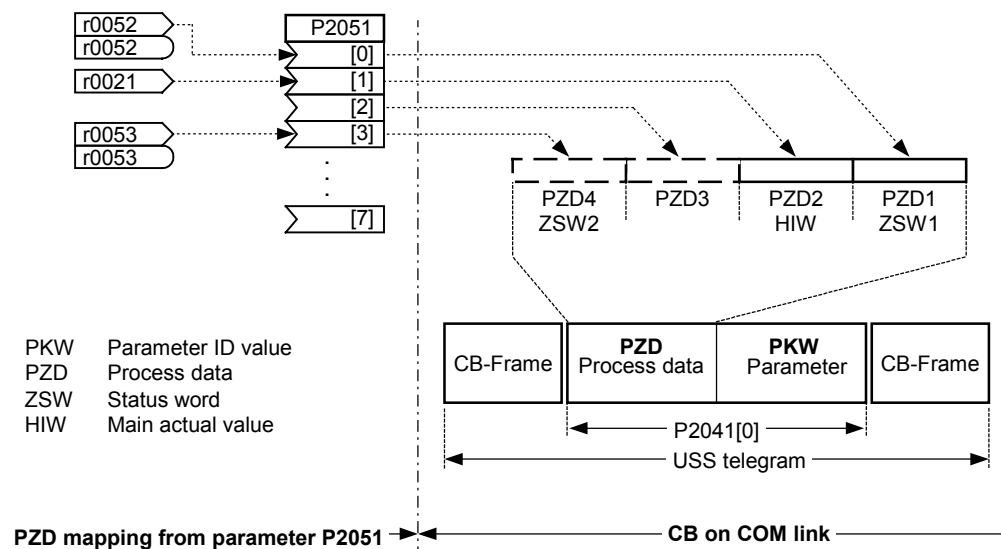 r0052
r0052
r0021
r0053
r0053
P2051
[0]
[1]
[2]
[3]
[7]
PZD4
ZSW2
PZD3
PZD2
HIW
PZD1
ZSW1
PKW Parameter ID value
PZD Process data
ZSW Status word
HIW Main actual value
CB-Frame
PZD
Process data
PKW
Parameter
CB-Frame
P2041[0]
USS telegram
PZD mapping from parameter P2051
CB on COM link